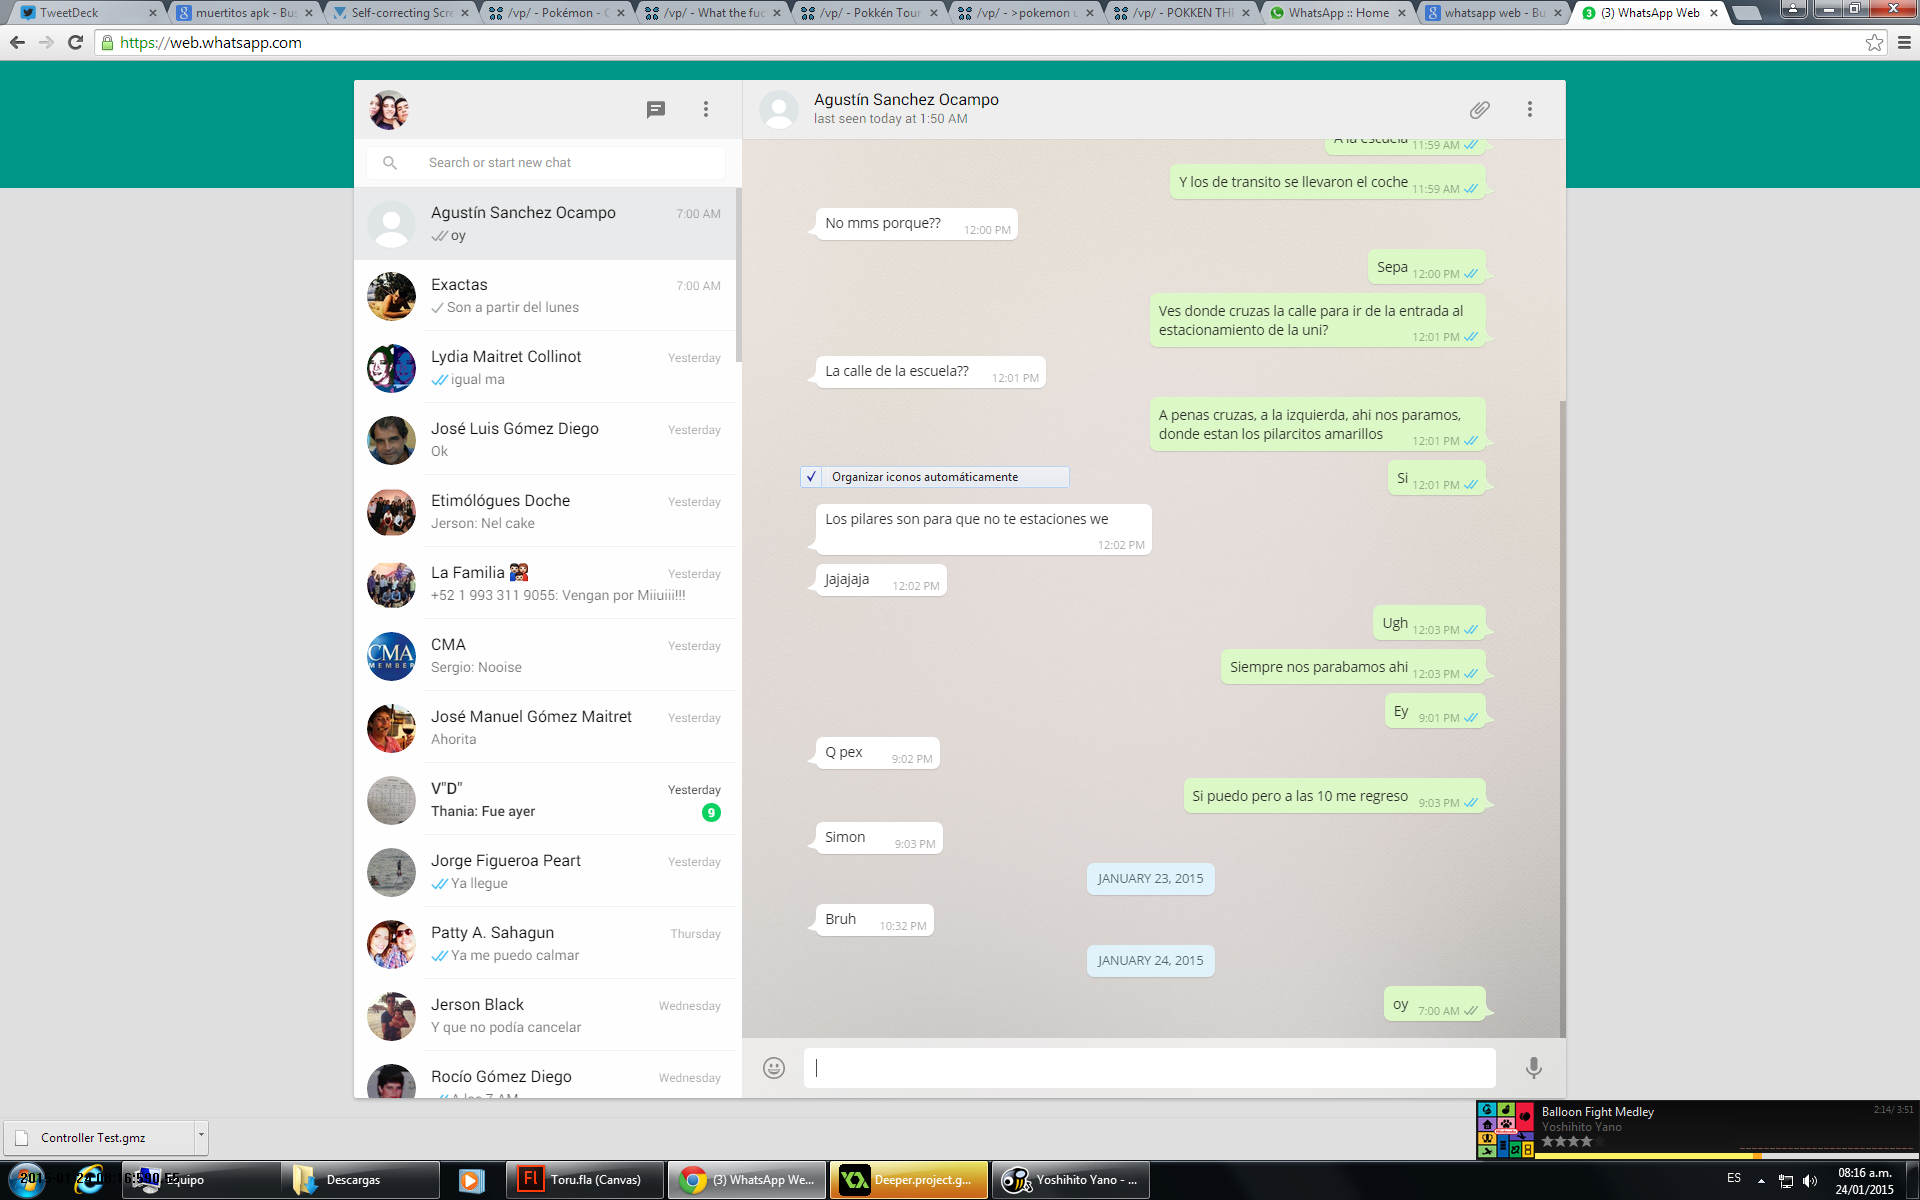 TweetDeck
muertitos apk - Bus
Self-correcting Scre
/vp/ - Pokémon - G
/vp/ - What the fuc
/vp/ - Pokkén Tour
/vp/ - >pokemon u
/vp/ - POKKEN THE
WhatsApp :: Home
whatsapp web - Bu
(3) WhatsApp Web
https://web.whatsapp.com
Search or start new chat
Agustín Sanchez Ocampo
7:00 AM
oy
Exactas
7:00 AM
Son a partir del lunes
Lydia Maitret Collinot
Yesterday
igual ma
José Luis Gómez Diego
Yesterday
Ok
Etimólógues Doche
Yesterday
Jerson: Nel cake
La Familia
Yesterday
+52 1 993 311 9055: Vengan por Miiuiii!!!
CMA
Yesterday
Sergio: Nooise
José Manuel Gómez Maitret
Yesterday
Ahorita
V"D"
Yesterday
Thania: Fue ayer
9
Jorge Figueroa Peart
Yesterday
Ya llegue
Patty A. Sahagun
Thursday
Ya me puedo calmar
Jerson Black
Wednesday
Y que no podía cancelar
Rocío Gómez Diego
Wednesday
A las 7 AM
CMA
MEMBER
Agustín Sanchez Ocampo
last seen today at 1:50 AM
A la escuela 11:59 AM
Y los de transito se llevaron el coche 11:59 AM
No mms porque?? 12:00 PM
Sepa 12:00 PM
Ves donde cruzas la calle para ir de la entrada al
estacionamiento de la uni? 12:01 PM
La calle de la escuela?? 12:01 PM
A penas cruzas, a la izquierda, ahi nos paramos,
donde estan los pilarcitos amarillos 12:01 PM
Organizar iconos automáticamente
Si 12:01 PM
Los pilares son para que no te estaciones we
12:02 PM
Jajajaja 12:02 PM
Ugh 12:03 PM
Siempre nos parabamos ahi 12:03 PM
Ey 9:01 PM
Q pex 9:02 PM
Si puedo pero a las 10 me regreso 9:03 PM
Simon 9:03 PM
JANUARY 23, 2015
Bruh 10:32 PM
JANUARY 24, 2015
oy 7:00 AM
Controller Test.gmz
Balloon Fight Medley
2:14/ 3:51
Yoshihito Yano
Equipo
Descargas
Fl
Toru.fla (Canvas)
(3) WhatsApp We...
Deeper.project.g...
Yoshihito Yano - ...
ES
08:16 a.m.
24/01/2015